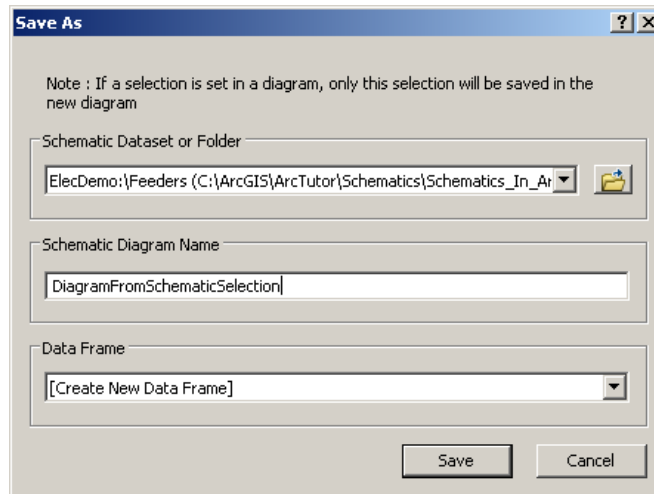 Save As
Note : If a selection is set in a diagram, only this selection will be saved in the
new diagram
Schematic Dataset or Folder
ElecDemo:\Feeders (C:\ArcGIS\ArcTutor\Schematics\Schematics_In_Ar
Schematic Diagram Name
DiagramFromSchematicSelection
Data Frame
[Create New Data Frame]
Save Cancel